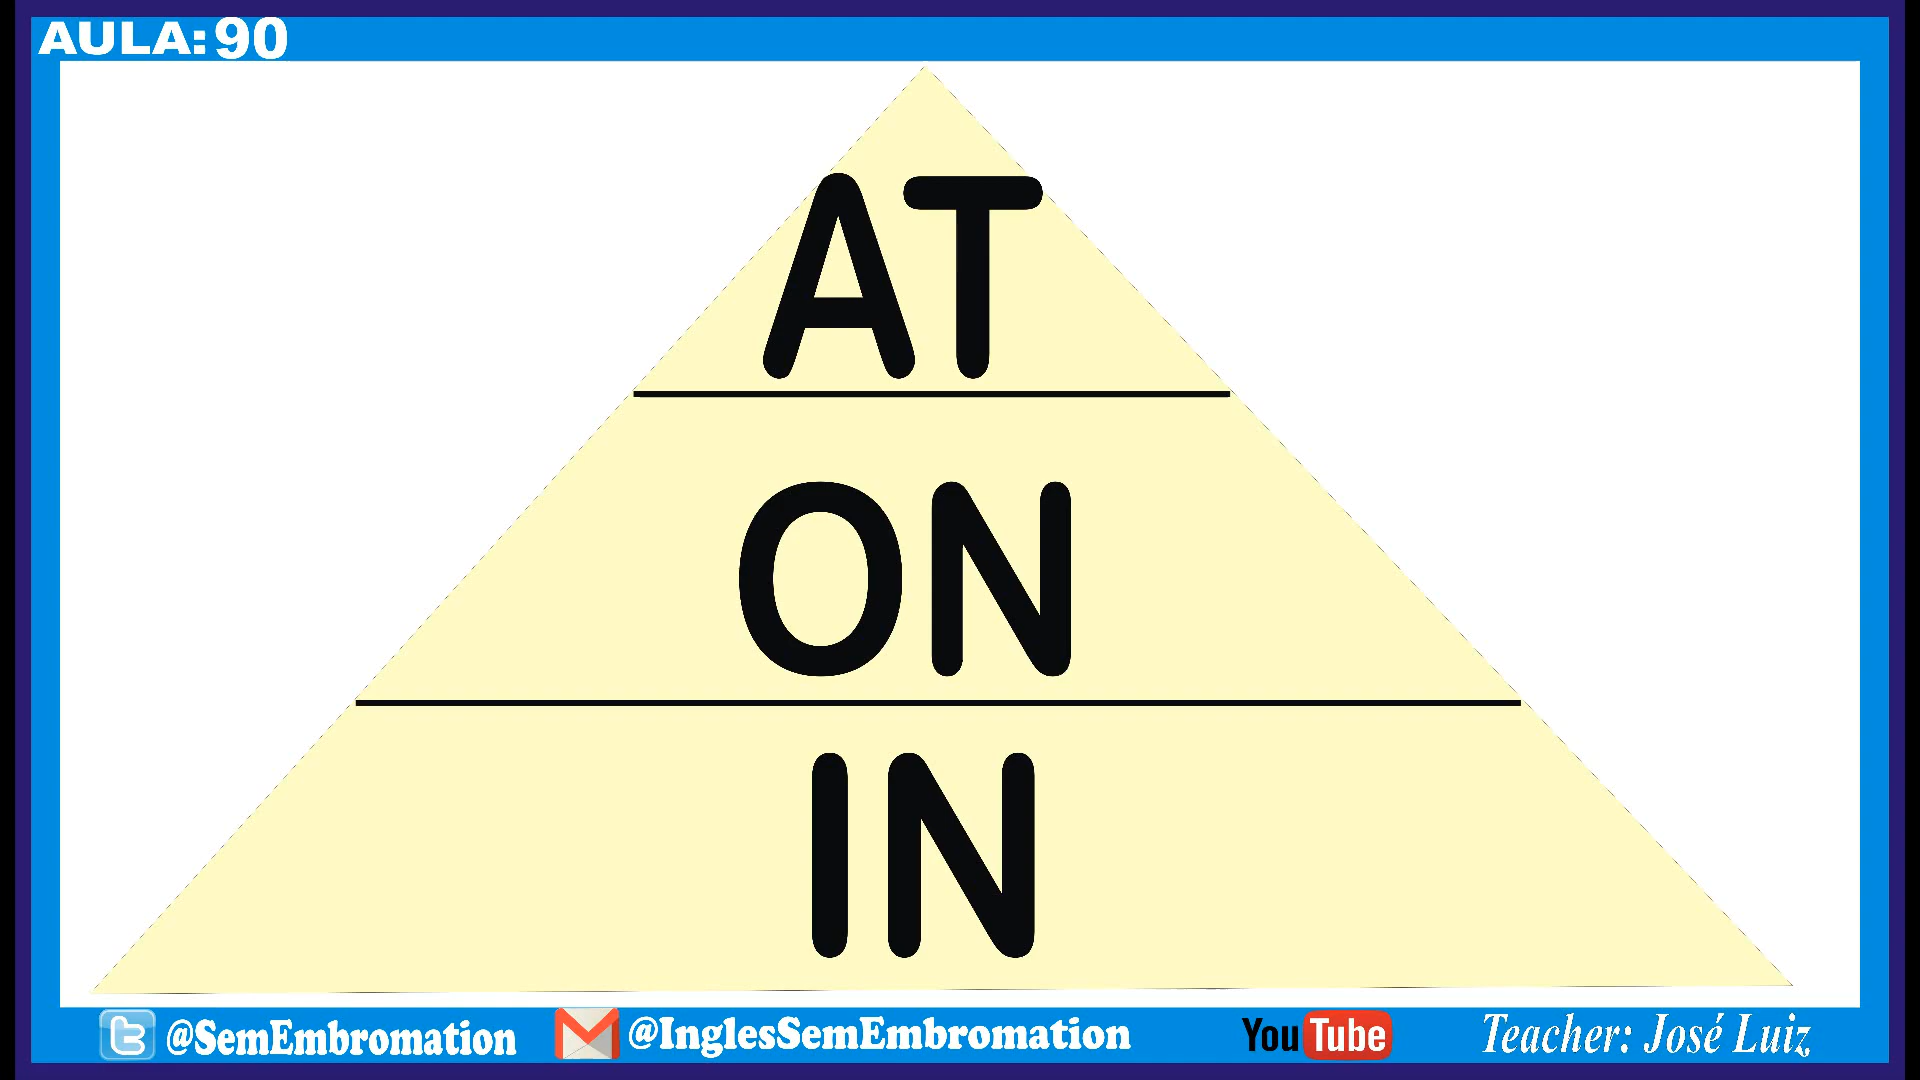 AULA:90
AT
ON
IN
@SemEmbromation
@InglesSemEmbromation
YouTube
Teacher: José Luiz